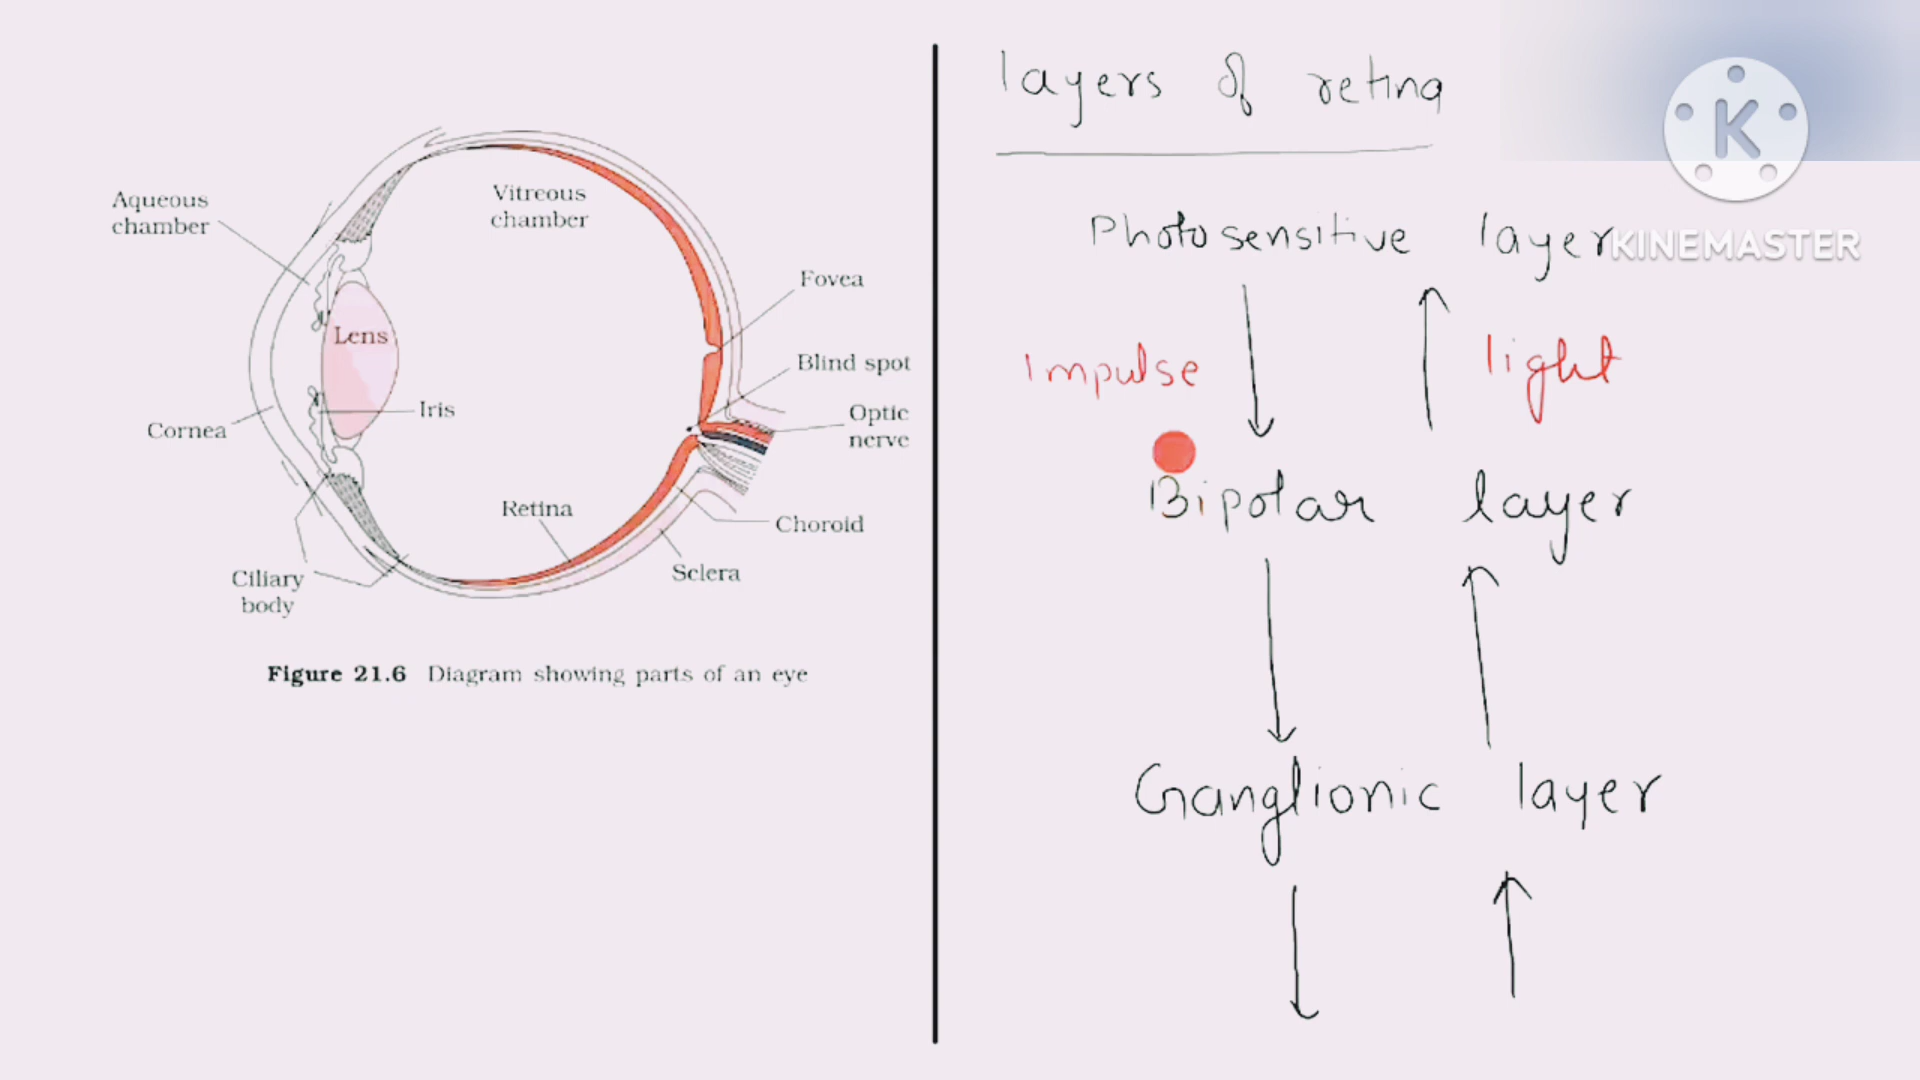 Aqueous
chamber
Vitreous
chamber
Fovea
Lens
Blind spot
Iris
Optic
nerve
Cornea
Retina
Choroid
Sclera
Ciliary
body
Figure 21.6 Diagram showing parts of an eye
layers of retina
Photosensitive layer
Impulse light
Bipolar layer
Ganglionic layer
K
KINEMASTER